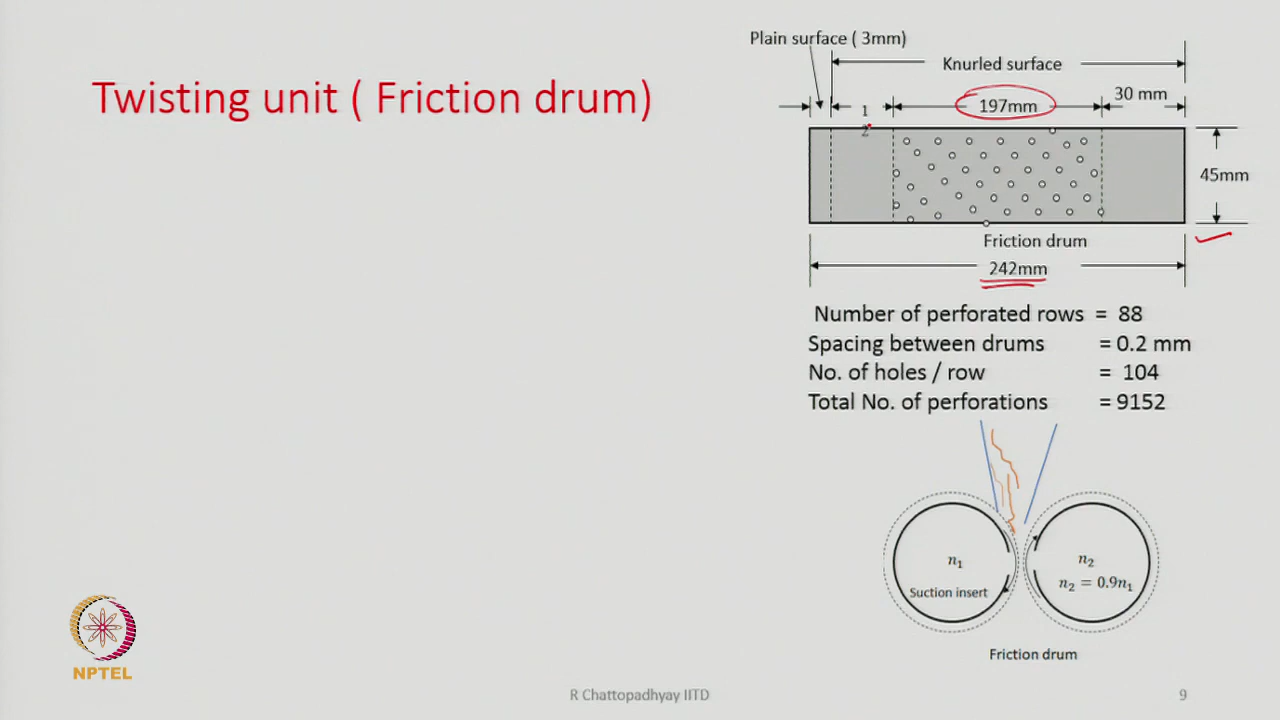 Twisting unit ( Friction drum)
Plain surface ( 3mm)
Knurled surface
1
2
197mm
30 mm
45mm
Friction drum
242mm
Number of perforated rows = 88
Spacing between drums = 0.2 mm
No. of holes / row = 104
Total No. of perforations = 9152
n₁
Suction insert
n₂
n₂ = 0.9n₁
Friction drum
NPTEL
R Chattopadhyay IITD
9